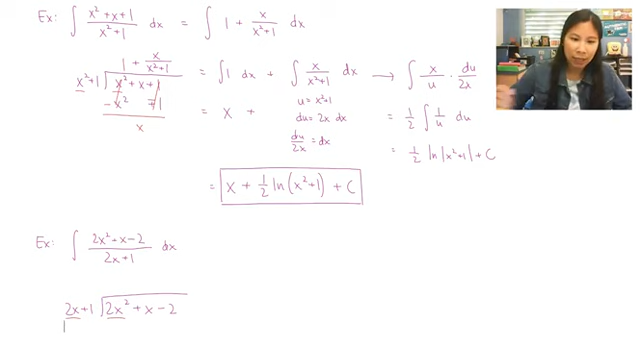 Ex: ∫ (x² + x + 1)/(x² + 1) dx = ∫ 1 + x/(x² + 1) dx
1 + x/(x² + 1)
x² + 1 ) x² + x + 1 = ∫ 1 dx + ∫ x/(x² + 1) dx → ∫ x/u · du/2x
− x² + 1 = x + u = x² + 1 = 1/2 ∫ 1/u du
x du = 2x dx
du/2x = dx = 1/2 ln|x² + 1| + C
= x + 1/2 ln(x² + 1) + C
Ex: ∫ (2x² + x − 2)/(2x + 1) dx
2x + 1 ) 2x² + x − 2